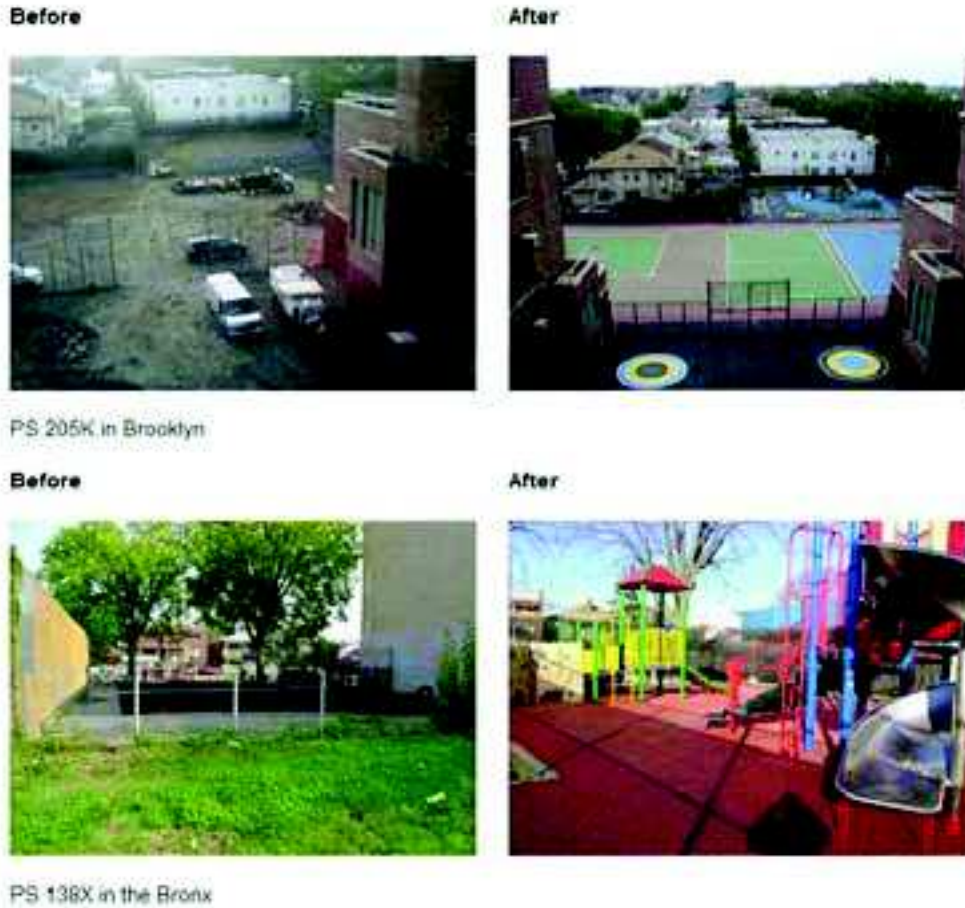 Before
After
PS 205K in Brooklyn
Before
After
PS 138X in the Bronx